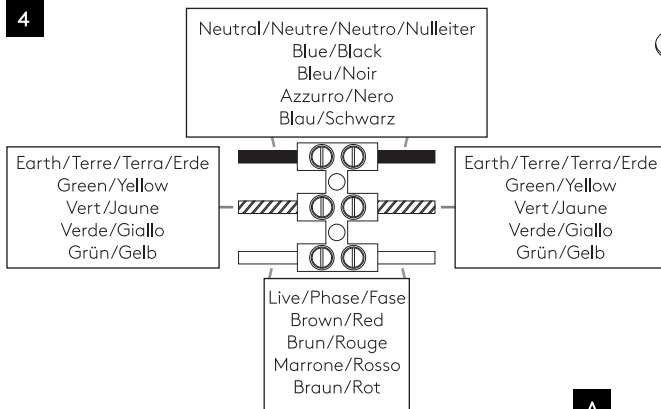 4
Neutral/Neutre/Neutro/Nulleiter
Blue/Black
Bleu/Noir
Azzurro/Nero
Blau/Schwarz
Earth/Terre/Terra/Erde
Green/Yellow
Vert/Jaune
Verde/Giallo
Grün/Gelb
Earth/Terre/Terra/Erde
Green/Yellow
Vert/Jaune
Verde/Giallo
Grün/Gelb
Live/Phase/Fase
Brown/Red
Brun/Rouge
Marrone/Rosso
Braun/Rot
A